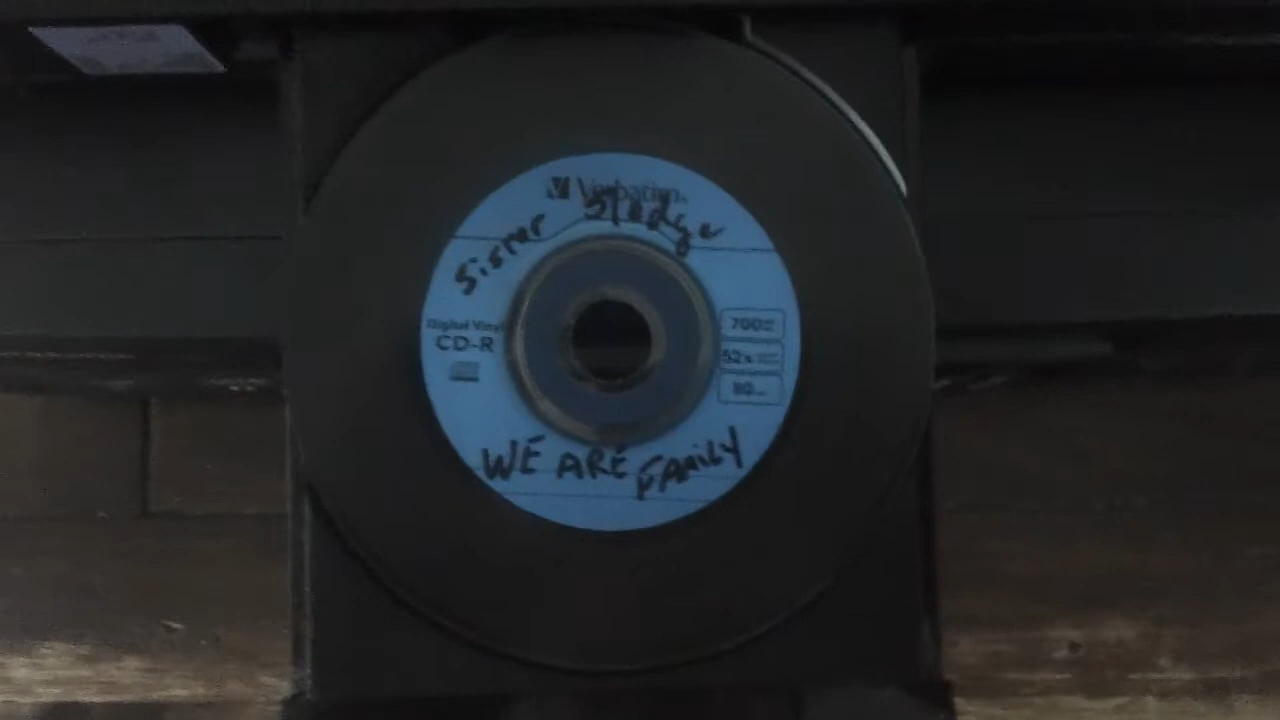 Verbatim
Sister Sledge
Digital Vinyl
CD-R
700
52x
80
WE ARE FAMILY